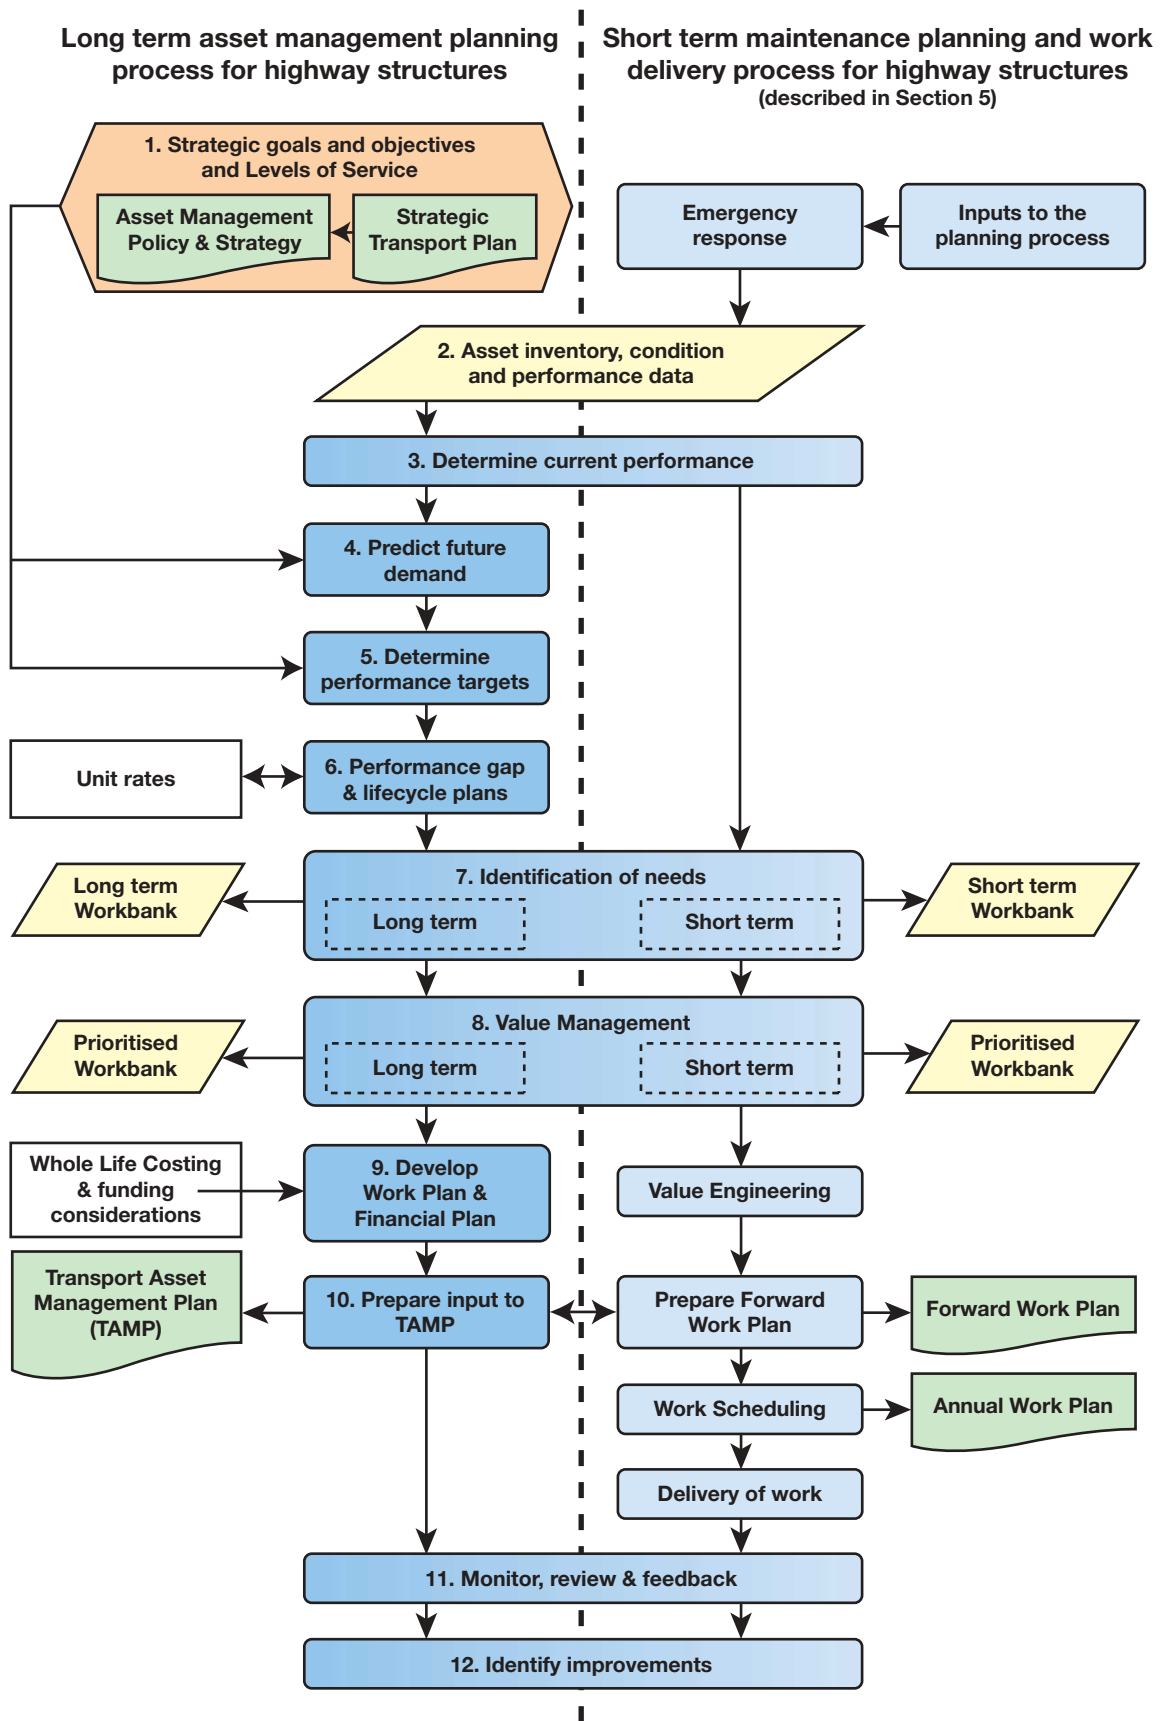 Long term asset management planning
process for highway structures
Short term maintenance planning and work
delivery process for highway structures
(described in Section 5)
1. Strategic goals and objectives
and Levels of Service
Asset Management
Policy & Strategy
Strategic
Transport Plan
Emergency
response
Inputs to the
planning process
2. Asset inventory, condition
and performance data
3. Determine current performance
4. Predict future
demand
5. Determine
performance targets
Unit rates
6. Performance gap
& lifecycle plans
Long term
Workbank
7. Identification of needs
Long term
Short term
Short term
Workbank
Prioritised
Workbank
8. Value Management
Long term
Short term
Prioritised
Workbank
Whole Life Costing
& funding
considerations
9. Develop
Work Plan &
Financial Plan
Value Engineering
Transport Asset
Management Plan
(TAMP)
10. Prepare input to
TAMP
Prepare Forward
Work Plan
Forward Work Plan
Work Scheduling
Annual Work Plan
Delivery of work
11. Monitor, review & feedback
12. Identify improvements